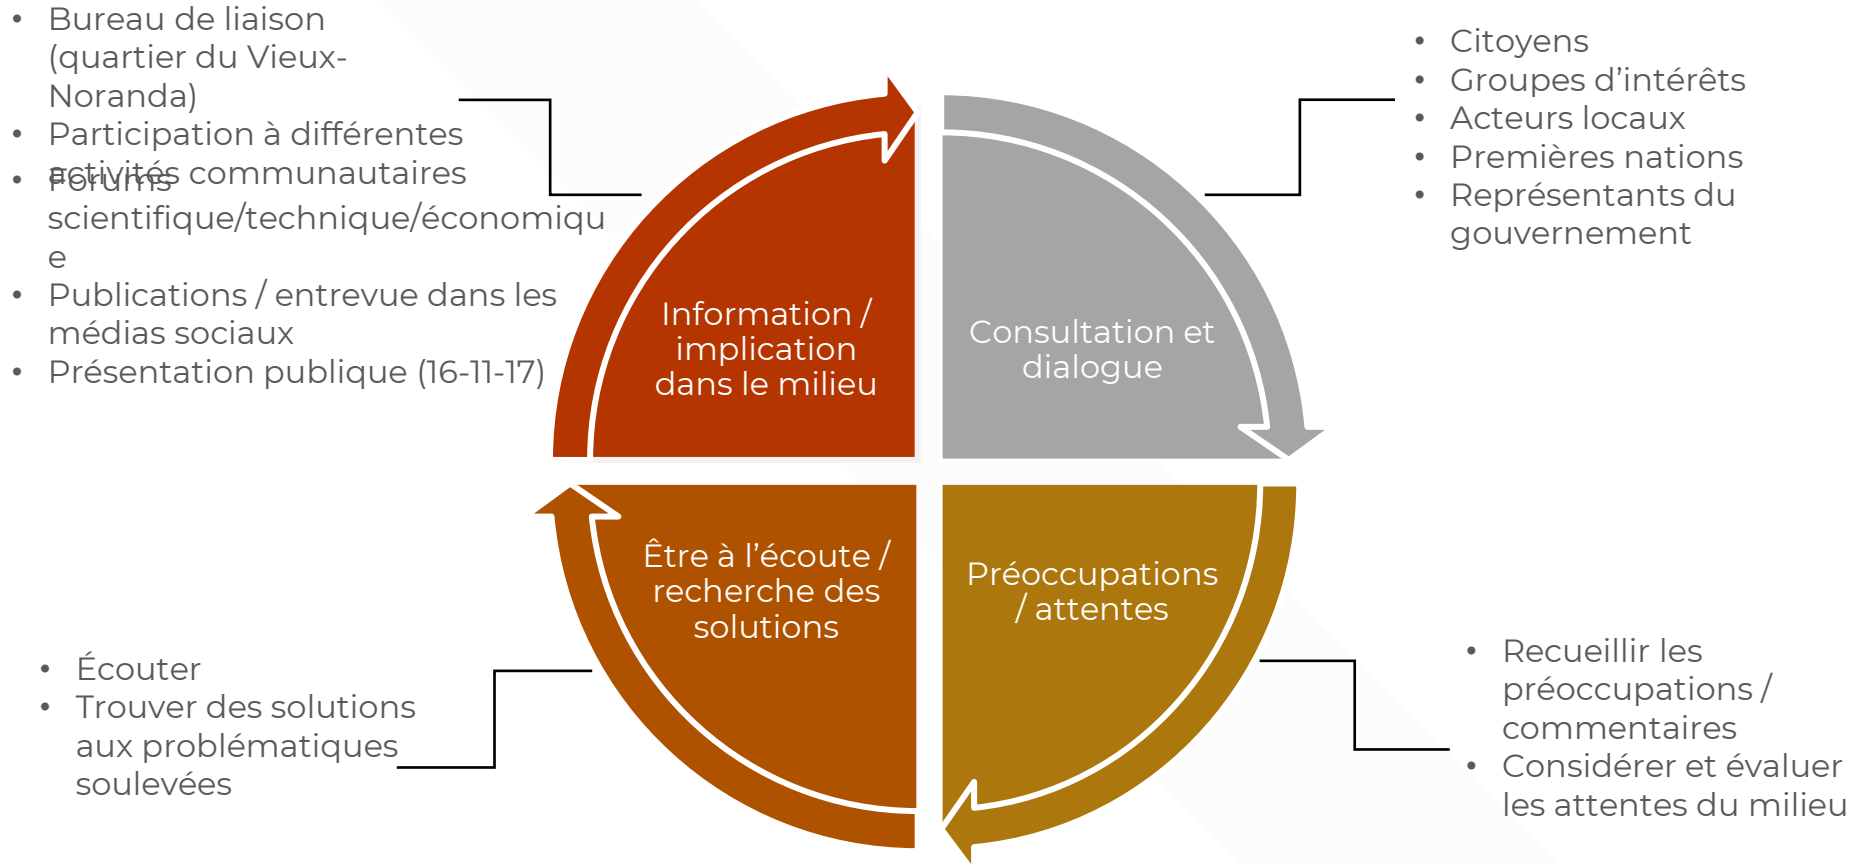 • Bureau de liaison
(quartier du Vieux-
Noranda)
• Participation à différentes
activités communautaires
• Forums
scientifique/technique/économiqu
e
• Publications / entrevue dans les
médias sociaux
• Présentation publique (16-11-17)
• Citoyens
• Groupes d’intérêts
• Acteurs locaux
• Premières nations
• Représentants du
gouvernement
Information /
implication
dans le milieu
Consultation et
dialogue
Être à l’écoute /
recherche des
solutions
Préoccupations
/ attentes
• Écouter
• Trouver des solutions
aux problématiques
soulevées
• Recueillir les
préoccupations /
commentaires
• Considérer et évaluer
les attentes du milieu